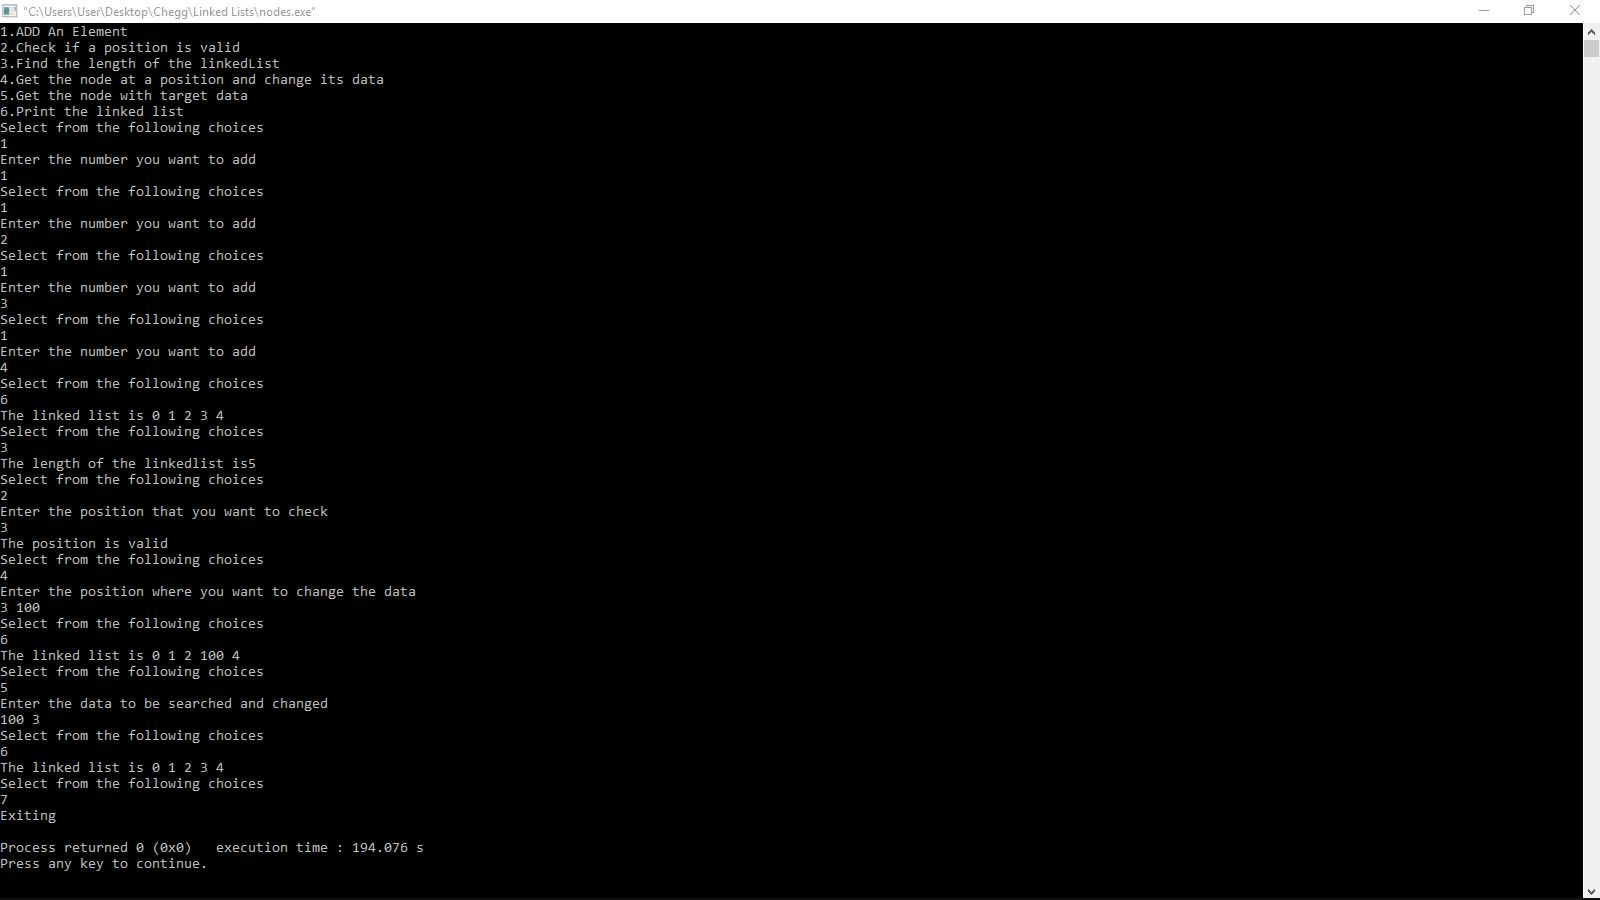 "C:\Users\User\Desktop\Chegg\Linked Lists\nodes.exe"
1.ADD An Element
2.Check if a position is valid
3.Find the length of the linkedList
4.Get the node at a position and change its data
5.Get the node with target data
6.Print the linked list
Select from the following choices
1
Enter the number you want to add
1
Select from the following choices
1
Enter the number you want to add
2
Select from the following choices
1
Enter the number you want to add
3
Select from the following choices
1
Enter the number you want to add
4
Select from the following choices
6
The linked list is 0 1 2 3 4
Select from the following choices
3
The length of the linkedlist is5
Select from the following choices
2
Enter the position that you want to check
3
The position is valid
Select from the following choices
4
Enter the position where you want to change the data
3 100
Select from the following choices
6
The linked list is 0 1 2 100 4
Select from the following choices
5
Enter the data to be searched and changed
100 3
Select from the following choices
6
The linked list is 0 1 2 3 4
Select from the following choices
7
Exiting
Process returned 0 (0x0)   execution time : 194.076 s
Press any key to continue.